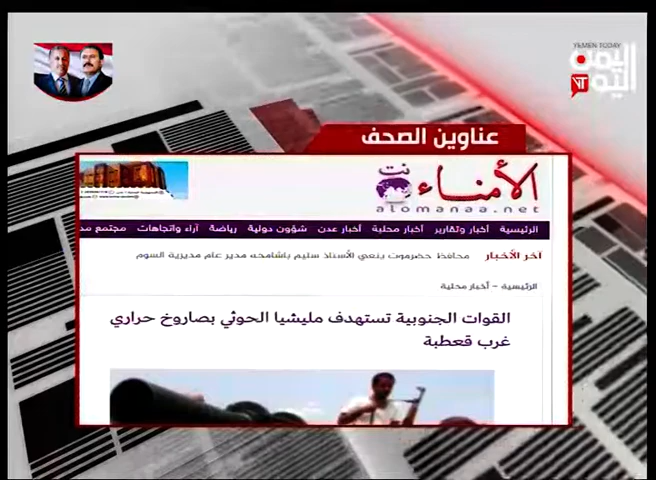 YEMEN TODAY
اليمن اليوم
عناوين الصحف
الأمناء نت
alomanaa.net
الرئيسية أخبار وتقارير أخبار محلية أخبار عدن شؤون دولية رياضة آراء واتجاهات مجتمع مد
آخر الأخبار محافظ حضرموت ينعي الأستاذ سليم باشامخه مدير عام مديرية السوم
الرئيسية - أخبار محلية
القوات الجنوبية تستهدف مليشيا الحوثي بصاروخ حراري
غرب قعطبة